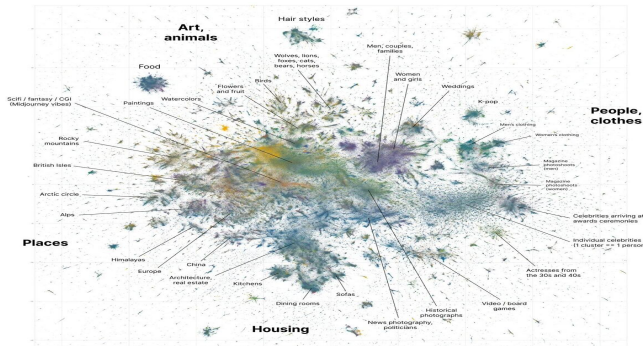 Art,
animals
Hair styles
Food
Wolves, lions,
foxes, cats,
bears, horses
Men, couples,
families
Birds
Women
and girls
Flowers
and fruit
Weddings
Watercolors
Scifi / fantasy / CGI
(Midjourney vibes)
Paintings
K-pop
People,
clothes
Men's clothing
Women's clothing
Rocky
mountains
British Isles
Magazine
photoshoots
(men)
Magazine
photoshoots
(women)
Arctic circle
Alps
Celebrities arriving at
awards ceremonies
Places
Individual celebrities
(1 cluster == 1 person
Himalayas
Europe
China
Architecture,
real estate
Actresses from
the 30s and 40s
Kitchens
Sofas
Dining rooms
Video / board
games
Historical
photographs
News photography,
politicians
Housing